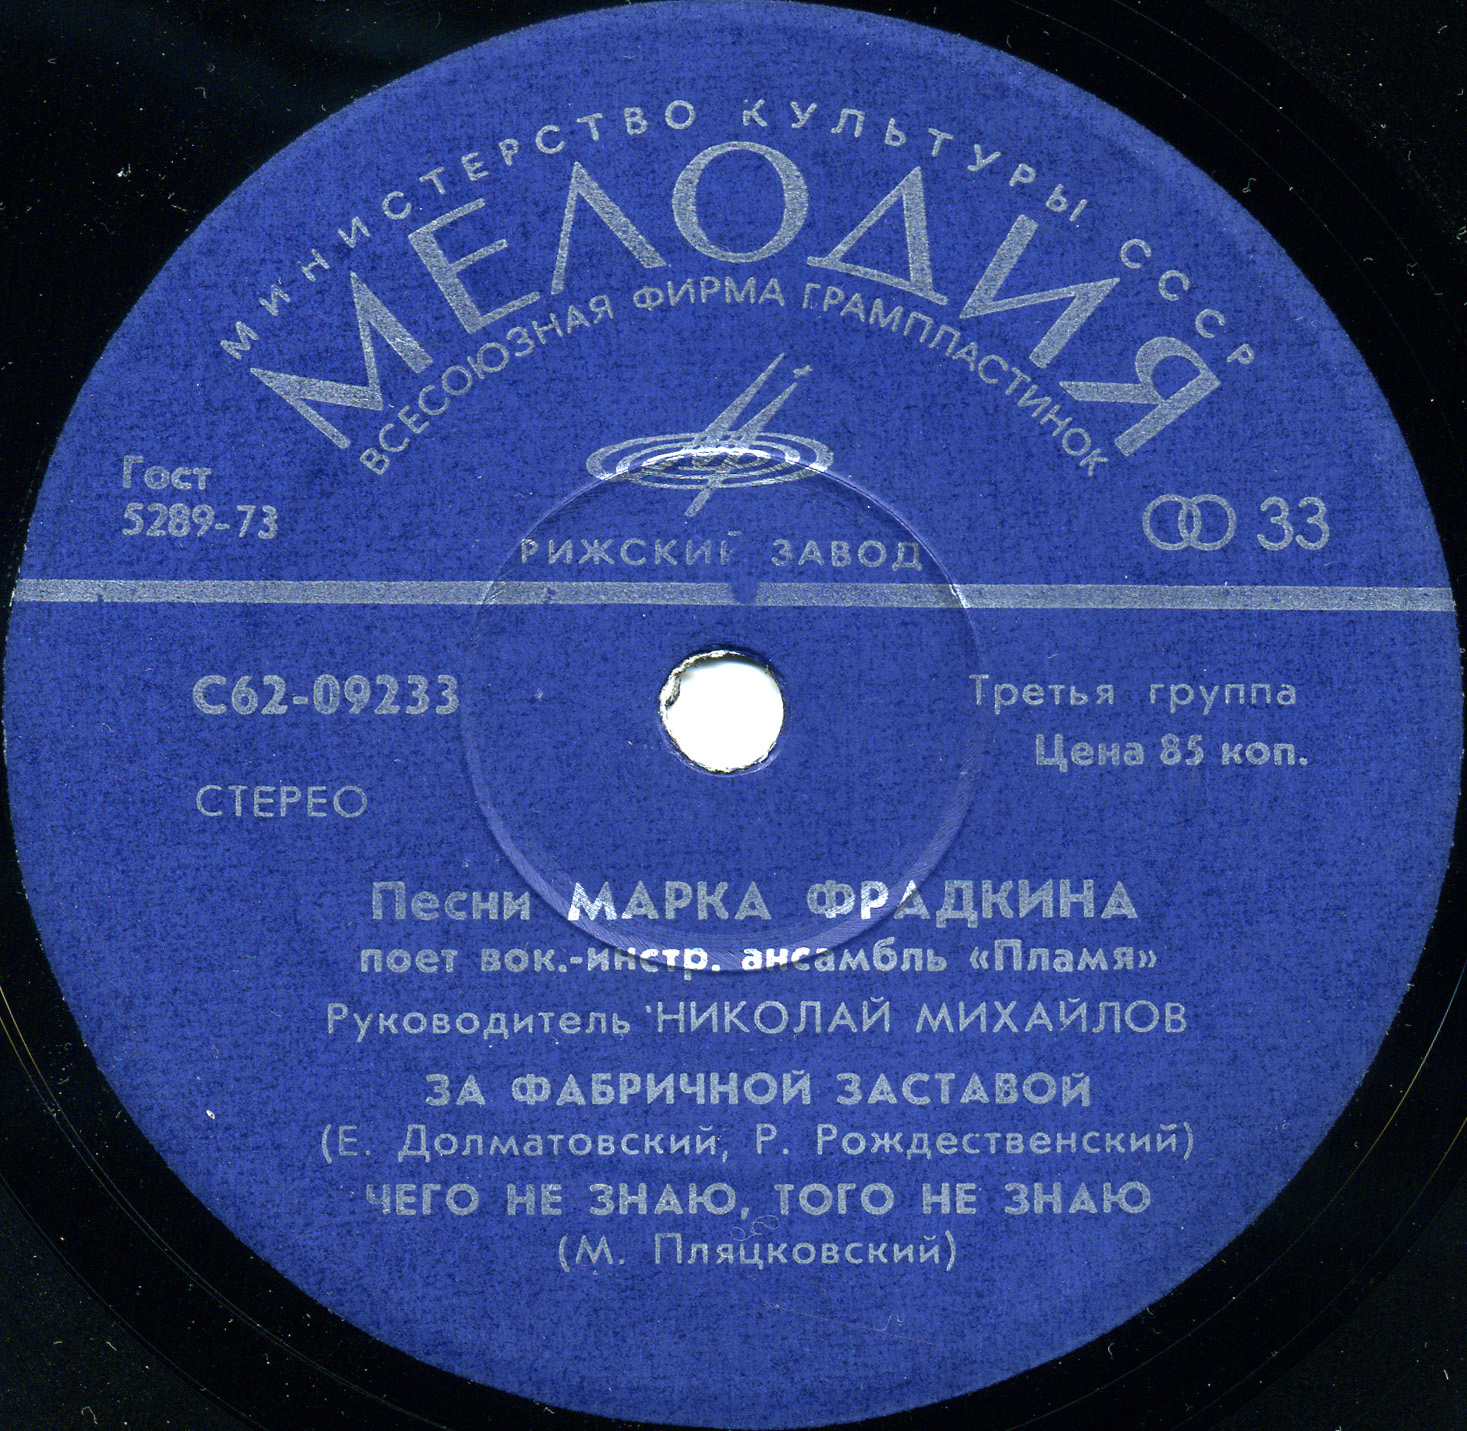 МИНИСТЕРСТВО КУЛЬТУРЫ СССР
МЕЛОДИЯ
ВСЕСОЮЗНАЯ ФИРМА ГРАМПЛАСТИНОК
Гост
5289-73
33
РИЖСКИЙ ЗАВОД
С62-09233
Третья группа
Цена 85 коп.
СТЕРЕО
Песни МАРКА ФРАДКИНА
поет вок.-инстр. ансамбль «Пламя»
Руководитель НИКОЛАЙ МИХАЙЛОВ
ЗА ФАБРИЧНОЙ ЗАСТАВОЙ
(Е. Долматовский, Р. Рождественский)
ЧЕГО НЕ ЗНАЮ, ТОГО НЕ ЗНАЮ
(М. Пляцковский)